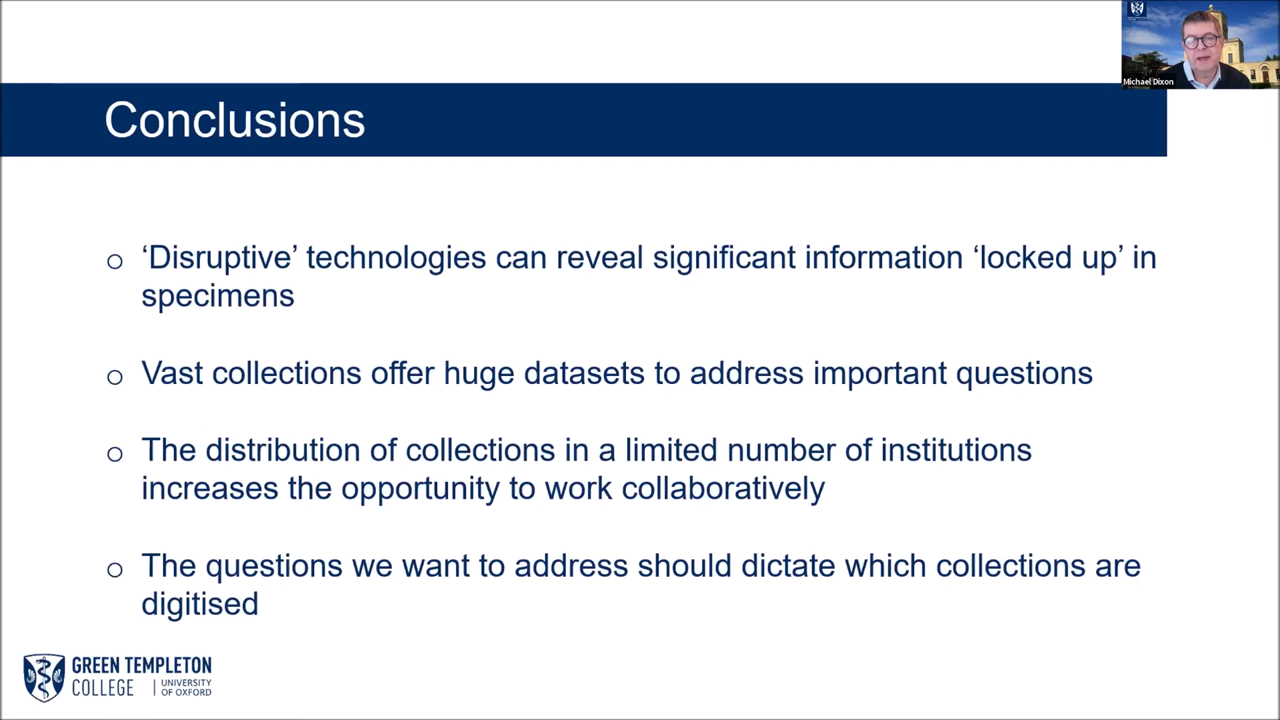 Michael Dixon
Conclusions
o ‘Disruptive’ technologies can reveal significant information ‘locked up’ in
specimens
o Vast collections offer huge datasets to address important questions
o The distribution of collections in a limited number of institutions
increases the opportunity to work collaboratively
o The questions we want to address should dictate which collections are
digitised
GREEN TEMPLETON
COLLEGE | UNIVERSITY
OF OXFORD